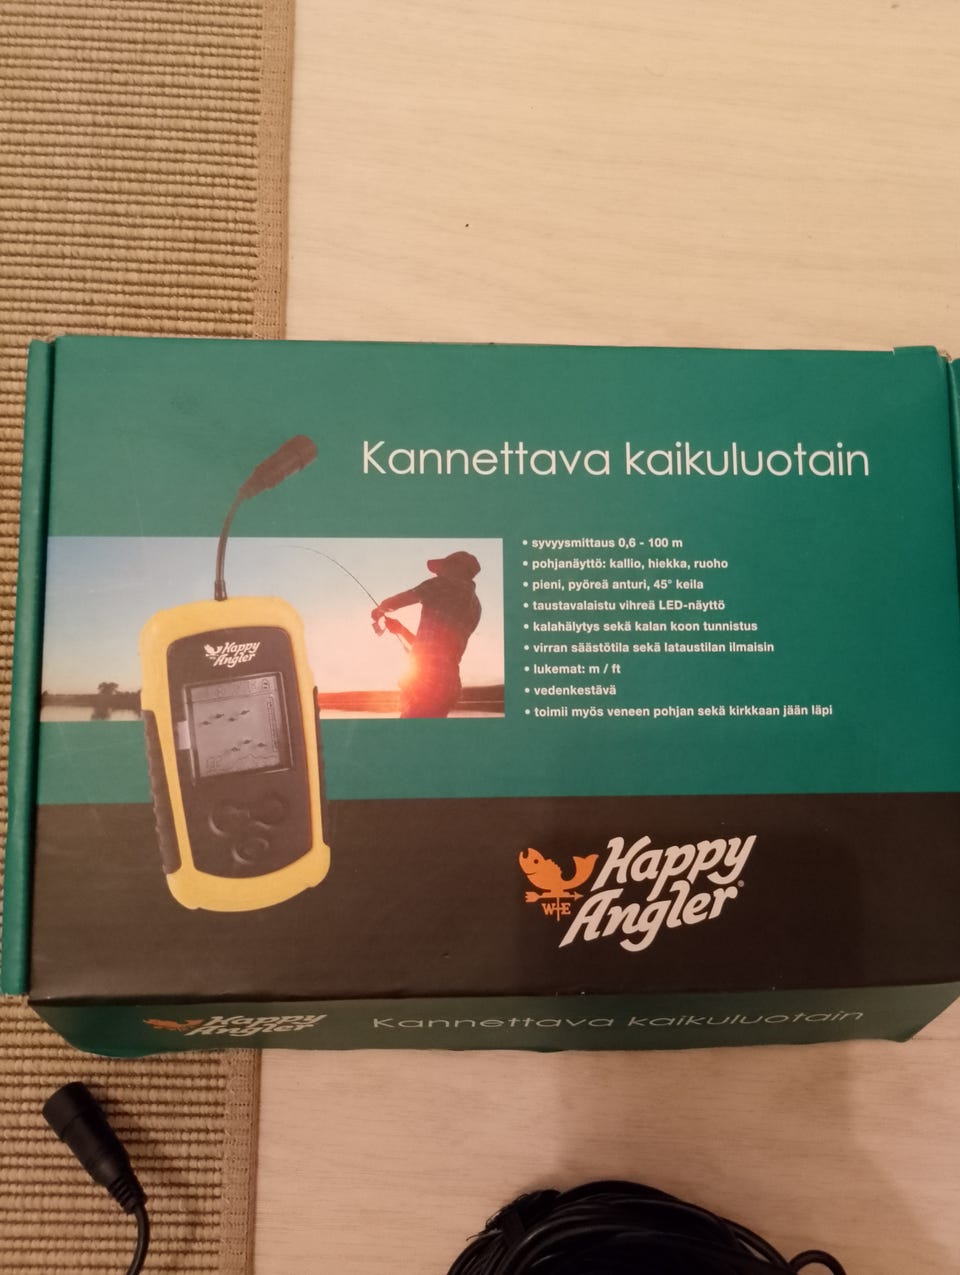 Kannettava kaikuluotain
• syvyysmittaus 0,6 - 100 m
• pohjanäyttö: kallio, hiekka, ruoho
• pieni, pyöreä anturi, 45° keila
• taustavalaistu vihreä LED-näyttö
• kalahälytys sekä kalan koon tunnistus
• virran säästötila sekä lataustilan ilmaisin
• lukemat: m / ft
• vedenkestävä
• toimii myös veneen pohjan sekä kirkkaan jään läpi
Happy
Angler
Happy
Angler®
W E
Happy
Angler
Kannettava kaikuluotain